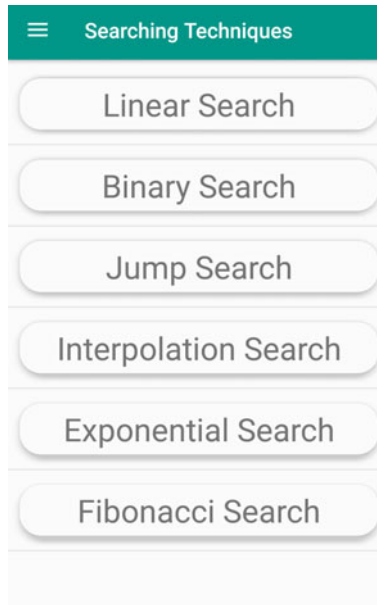 Searching Techniques
Linear Search
Binary Search
Jump Search
Interpolation Search
Exponential Search
Fibonacci Search